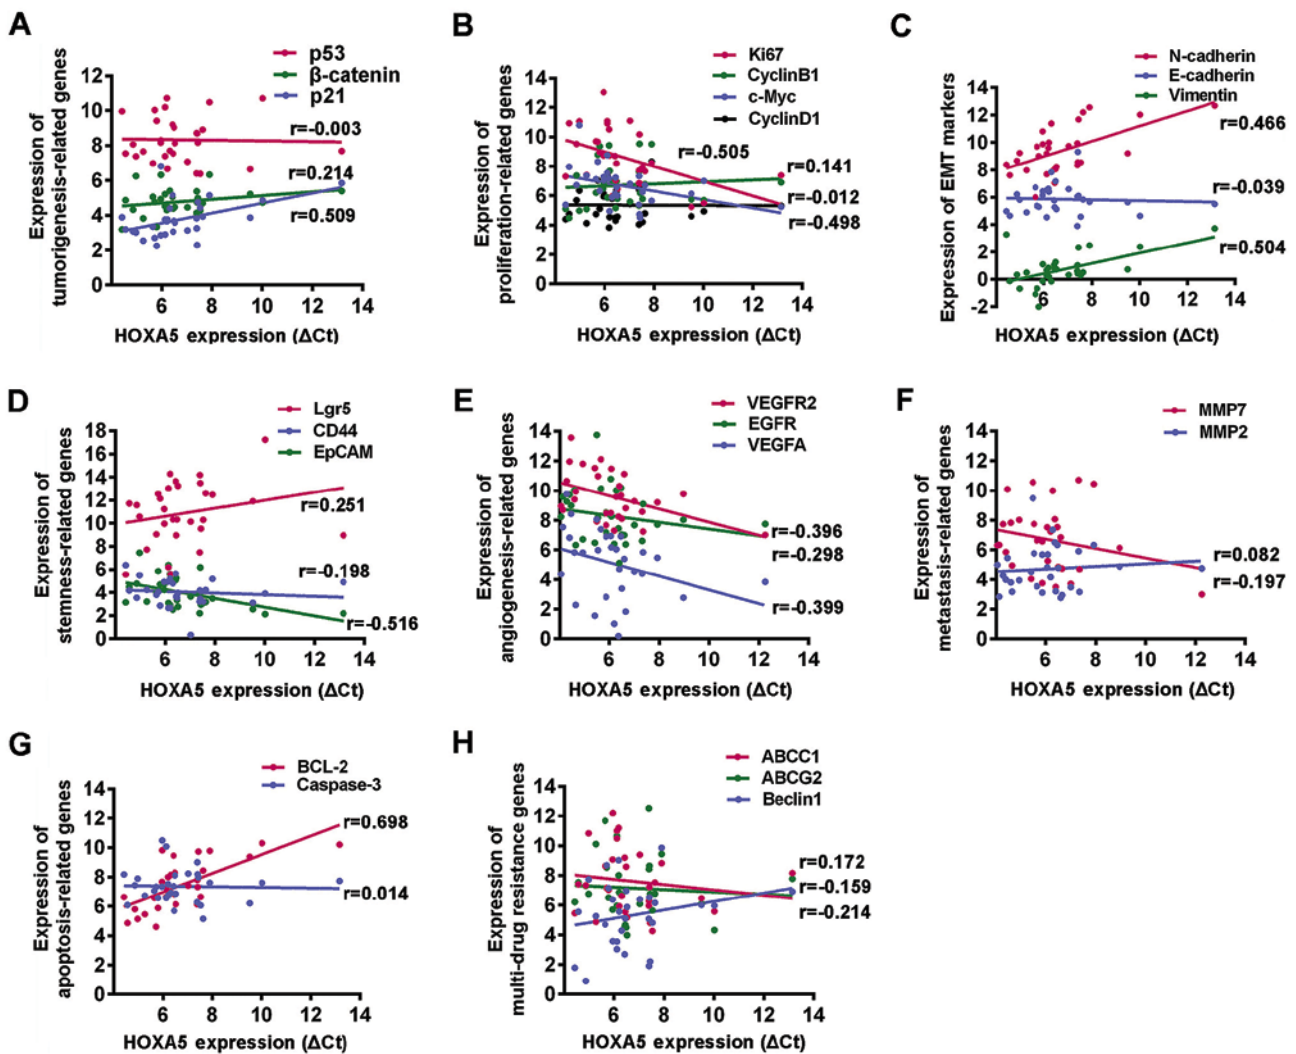 A
p53
β-catenin
p21
Expression of
tumorigenesis-related genes
12
10
8
6
4
2
0
r=-0.003
r=0.214
r=0.509
6 8 10 12 14
HOXA5 expression (ΔCt)
B
Ki67
CyclinB1
c-Myc
CyclinD1
Expression of
proliferation-related genes
14
12
10
8
6
4
2
0
r=-0.505
r=0.141
r=-0.012
r=-0.498
6 8 10 12 14
HOXA5 expression (ΔCt)
C
N-cadherin
E-cadherin
Vimentin
Expression of EMT markers
14
12
10
8
6
4
2
0
-2
r=0.466
r=-0.039
r=0.504
6 8 10 12 14
HOXA5 expression (ΔCt)
D
Lgr5
CD44
EpCAM
Expression of
stemness-related genes
18
16
14
12
10
8
6
4
2
0
r=0.251
r=-0.198
r=-0.516
6 8 10 12 14
HOXA5 expression (ΔCt)
E
VEGFR2
EGFR
VEGFA
Expression of
angiogenesis-related genes
14
12
10
8
6
4
2
0
r=-0.396
r=-0.298
r=-0.399
6 8 10 12 14
HOXA5 expression (ΔCt)
F
MMP7
MMP2
Expression of
metastasis-related genes
14
12
10
8
6
4
2
0
r=0.082
r=-0.197
6 8 10 12 14
HOXA5 expression (ΔCt)
G
BCL-2
Caspase-3
Expression of
apoptosis-related genes
14
12
10
8
6
4
2
0
r=0.698
r=0.014
6 8 10 12 14
HOXA5 expression (ΔCt)
H
ABCC1
ABCG2
Beclin1
Expression of
multi-drug resistance genes
14
12
10
8
6
4
2
0
r=0.172
r=-0.159
r=-0.214
6 8 10 12 14
HOXA5 expression (ΔCt)